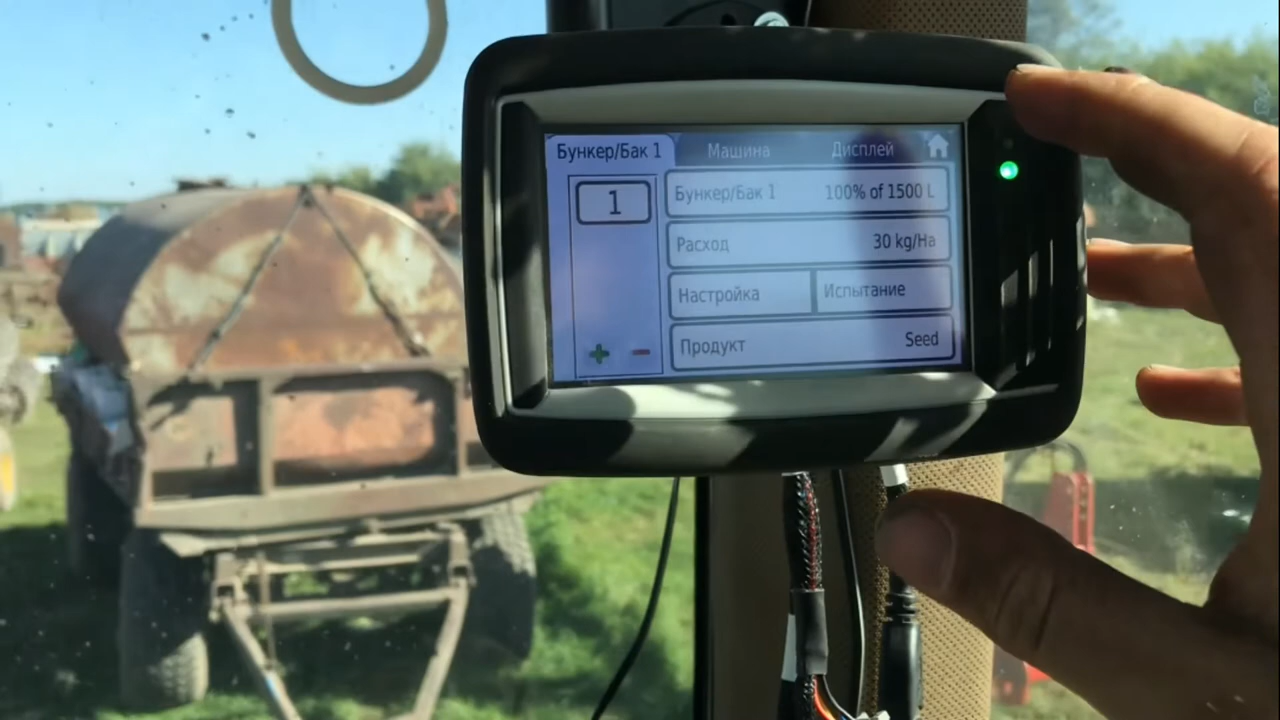 Бункер/Бак 1 Машина Дисплей
1
Бункер/Бак 1 100% of 1500 L
Расход 30 kg/Ha
Настройка Испытание
Продукт Seed